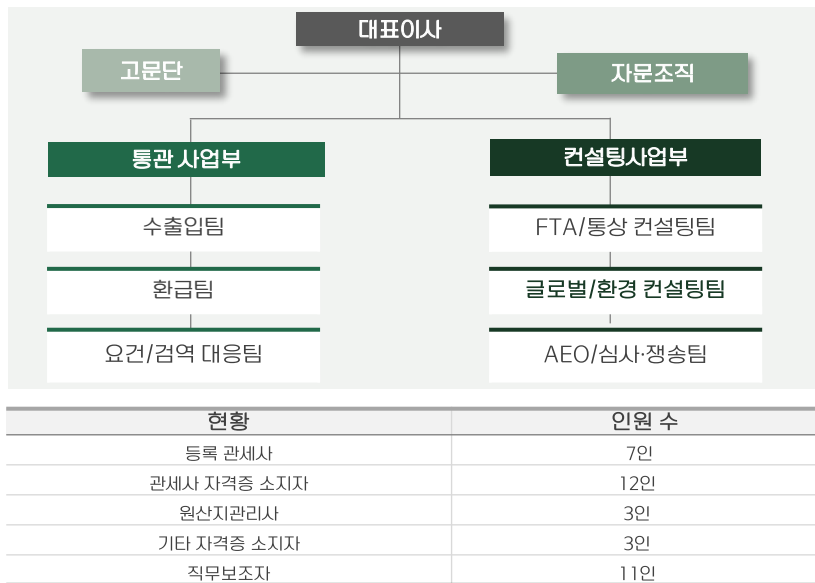 대표이사
고문단
자문조직
통관 사업부
컨설팅사업부
수출입팀
FTA/통상 컨설팅팀
환급팀
글로벌/환경 컨설팅팀
요건/검역 대응팀
AEO/심사·쟁송팀
현황 인원 수
등록 관세사 7인
관세사 자격증 소지자 12인
원산지관리사 3인
기타 자격증 소지자 3인
직무보조자 11인